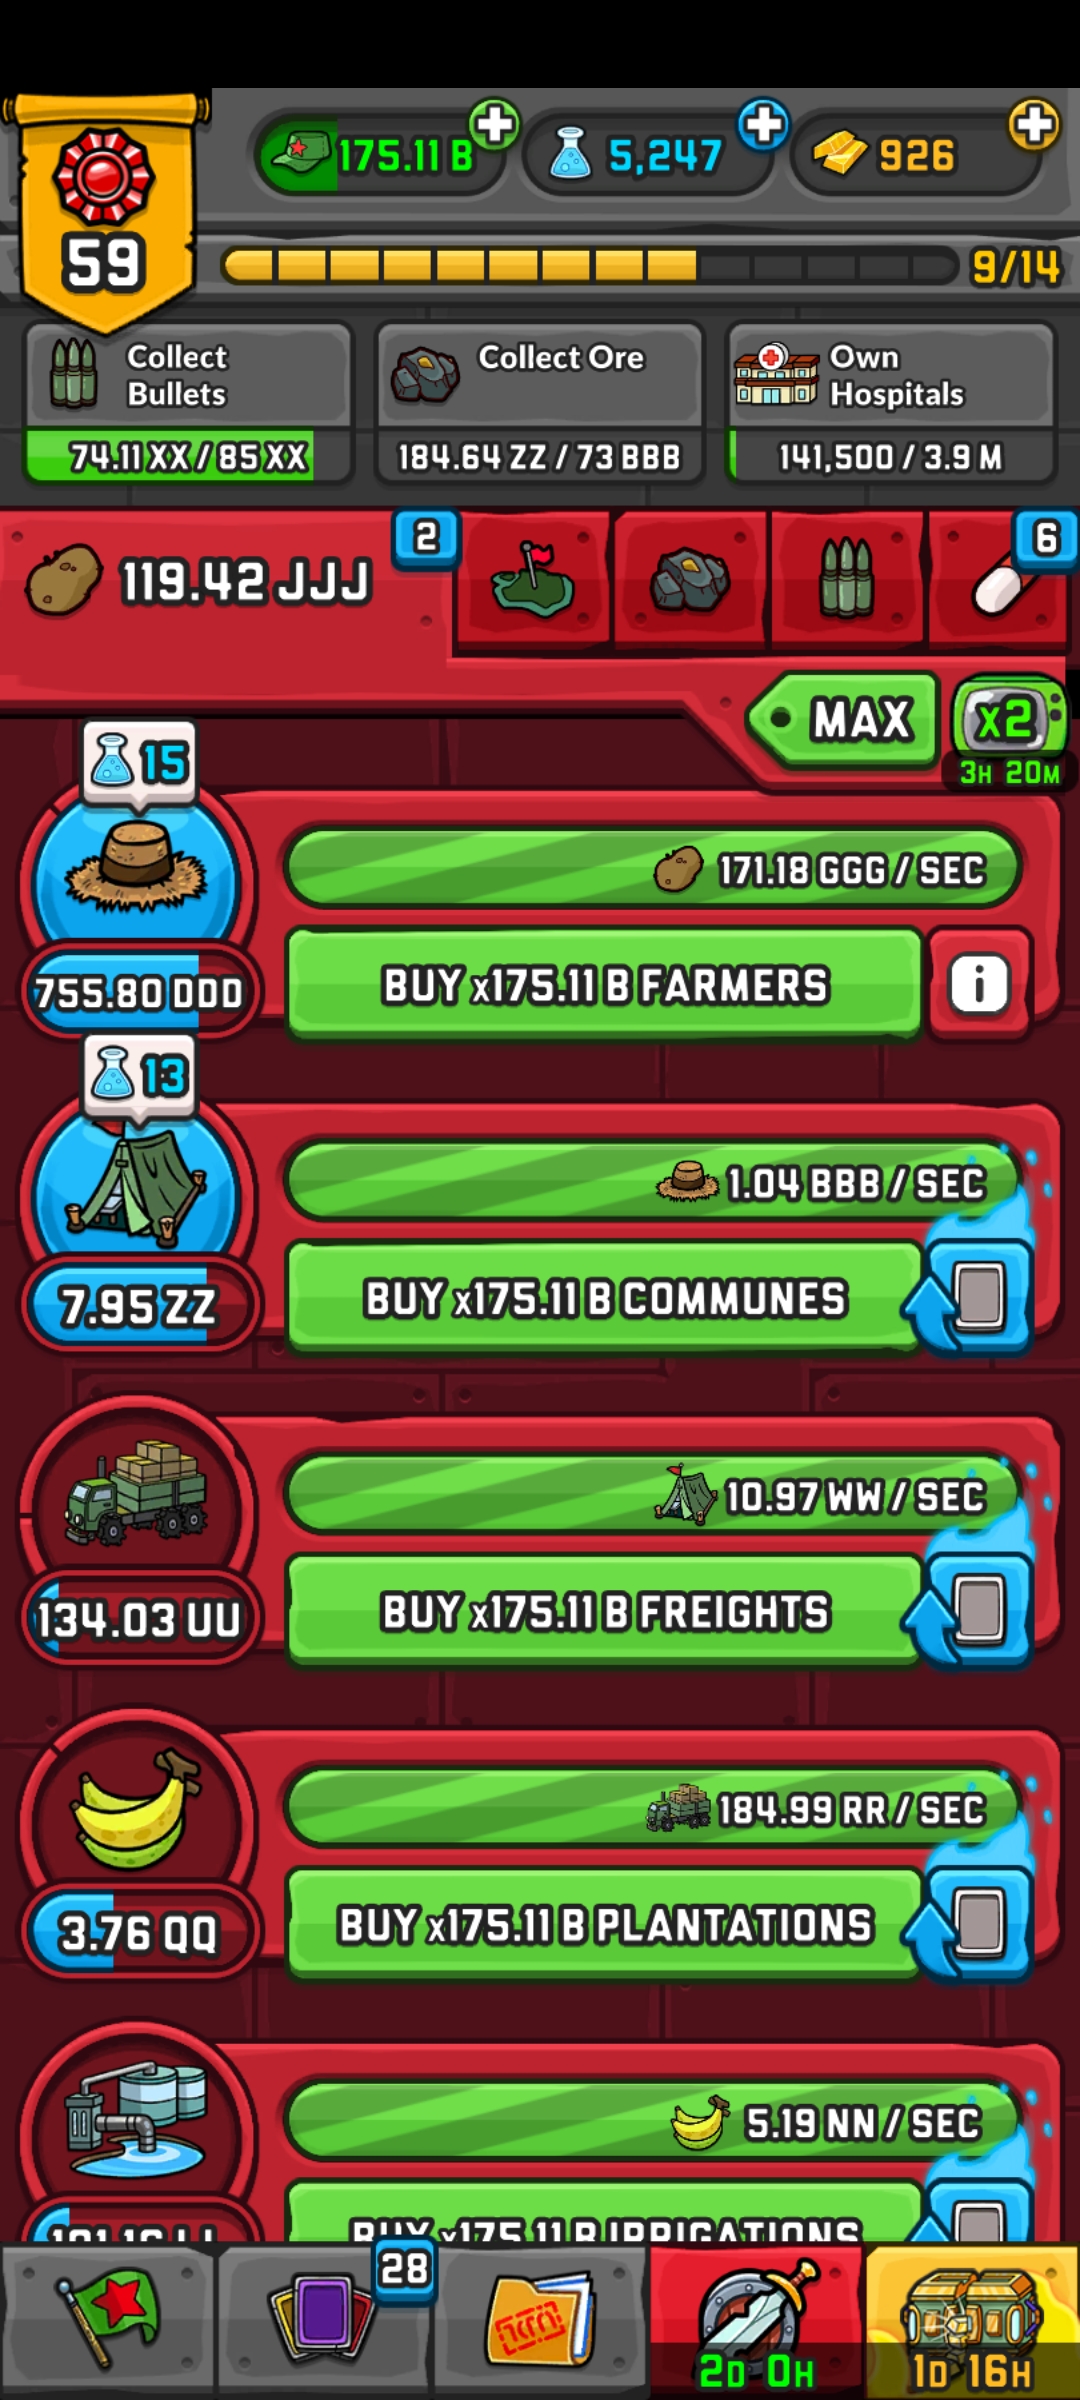 175.11 B
5,247
926
59
9/14
Collect
Bullets
74.11 XX / 85 XX
Collect Ore
184.64 ZZ / 73 BBB
Own
Hospitals
141,500 / 3.9 M
119.42 JJJ
2
6
MAX
x2
3H 20M
15
171.18 GGG / SEC
755.80 DDD
BUY x175.11 B FARMERS
i
13
1.04 BBB / SEC
7.95 ZZ
BUY x175.11 B COMMUNES
10.97 WW / SEC
134.03 UU
BUY x175.11 B FREIGHTS
184.99 RR / SEC
3.76 QQ
BUY x175.11 B PLANTATIONS
5.19 NN / SEC
BUY x175.11 B IRRIGATIONS
28
2D 0H
1D 16H